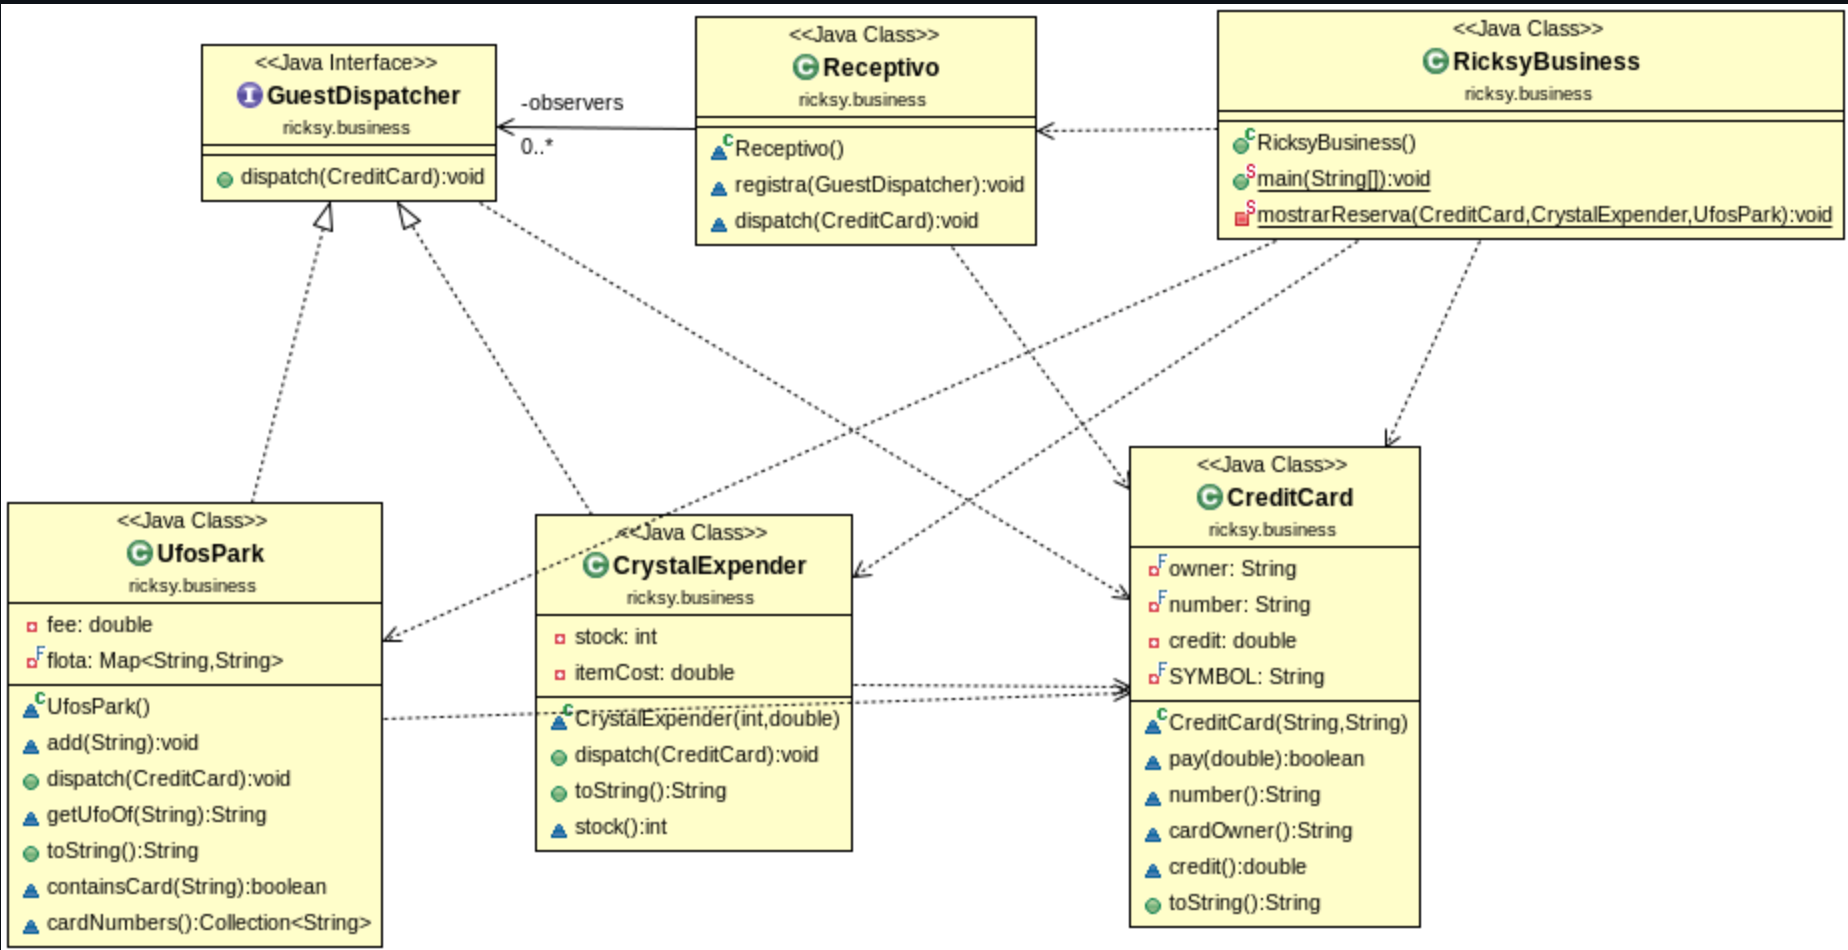 <<Java Interface>>
GuestDispatcher
ricksy.business
dispatch(CreditCard):void
-observers
0..*
<<Java Class>>
Receptivo
ricksy.business
Receptivo()
registra(GuestDispatcher):void
dispatch(CreditCard):void
<<Java Class>>
RicksyBusiness
ricksy.business
RicksyBusiness()
main(String[]):void
mostrarReserva(CreditCard,CrystalExpender,UfosPark):void
<<Java Class>>
UfosPark
ricksy.business
fee: double
flota: Map<String,String>
UfosPark()
add(String):void
dispatch(CreditCard):void
getUfoOf(String):String
toString():String
containsCard(String):boolean
cardNumbers():Collection<String>
<<Java Class>>
CrystalExpender
ricksy.business
stock: int
itemCost: double
CrystalExpender(int,double)
dispatch(CreditCard):void
toString():String
stock():int
<<Java Class>>
CreditCard
ricksy.business
owner: String
number: String
credit: double
SYMBOL: String
CreditCard(String,String)
pay(double):boolean
number():String
cardOwner():String
credit():double
toString():String